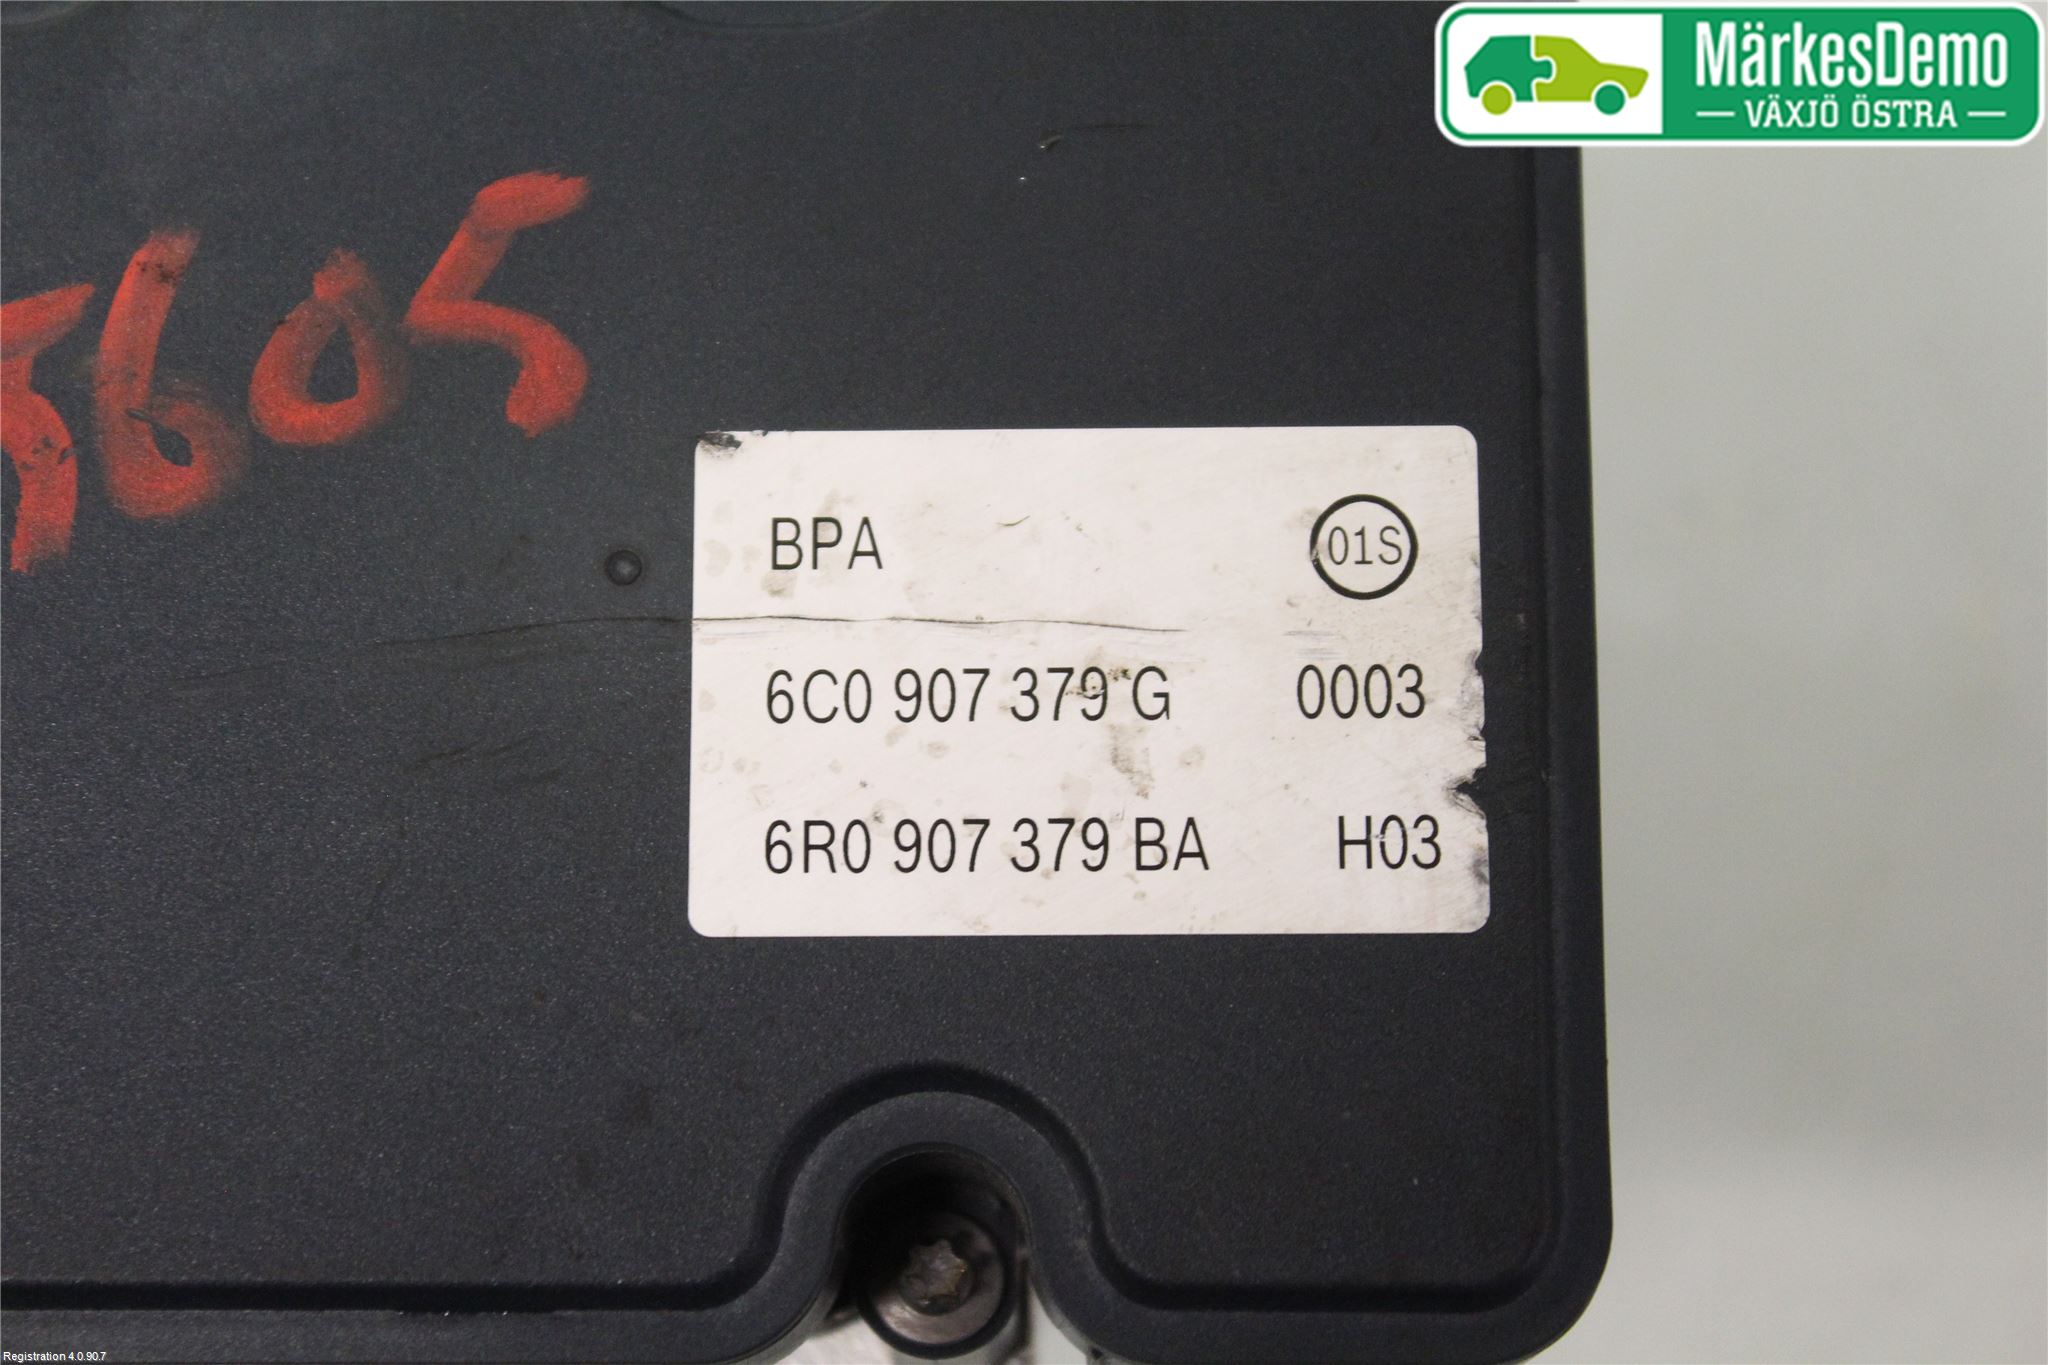 MärkesDemo
VÄXJÖ ÖSTRA
5605
BPA 01S
6C0 907 379 G 0003
6R0 907 379 BA H03
Registration 4.0.90.7